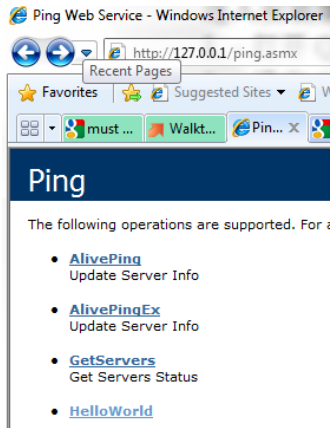 Ping Web Service - Windows Internet Explorer
http://127.0.0.1/ping.asmx
Recent Pages
Favorites Suggested Sites
must ... Walkt... Pin... X
Ping
The following operations are supported. For a
AlivePing
Update Server Info
AlivePingEx
Update Server Info
GetServers
Get Servers Status
HelloWorld